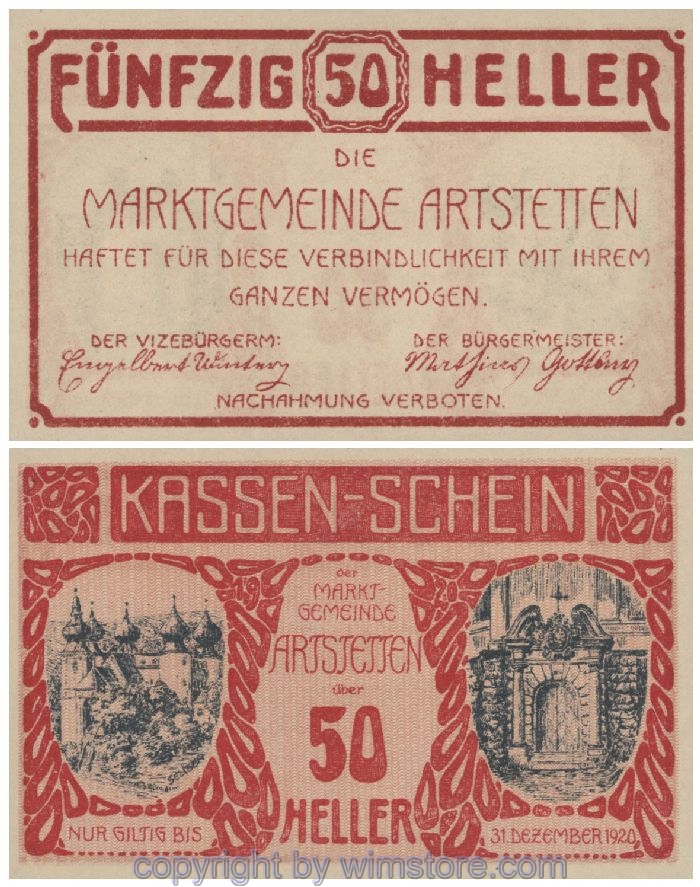 FÜNFZIG 50 HELLER
DIE
MARKTGEMEINDE ARTSTETTEN
HAFTET FÜR DIESE VERBINDLICHKEIT MIT IHREM
GANZEN VERMÖGEN.
DER VIZEBÜRGERM: DER BÜRGERMEISTER:
Engelbert Mathias
NACHAHMUNG VERBOTEN.
KASSEN-SCHEIN
19 der 20
MARKT-
GEMEINDE
ARTSTETTEN
über
50
HELLER
NUR GILTIG BIS 31. DEZEMBER 1920
copyright by wimstore.com